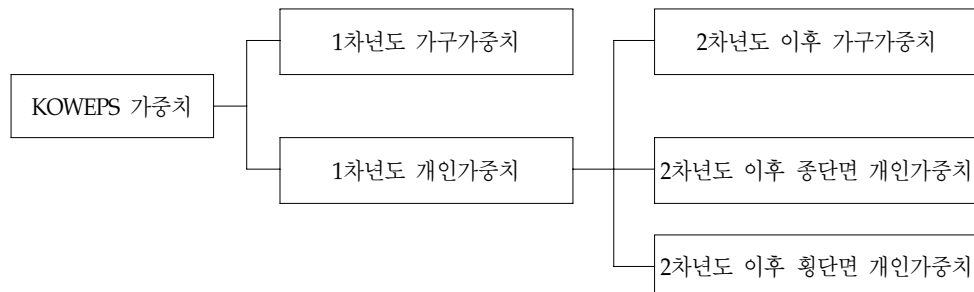 1차년도 가구가중치
2차년도 이후 가구가중치
KOWEPS 가중치
1차년도 개인가중치
2차년도 이후 종단면 개인가중치
2차년도 이후 횡단면 개인가중치